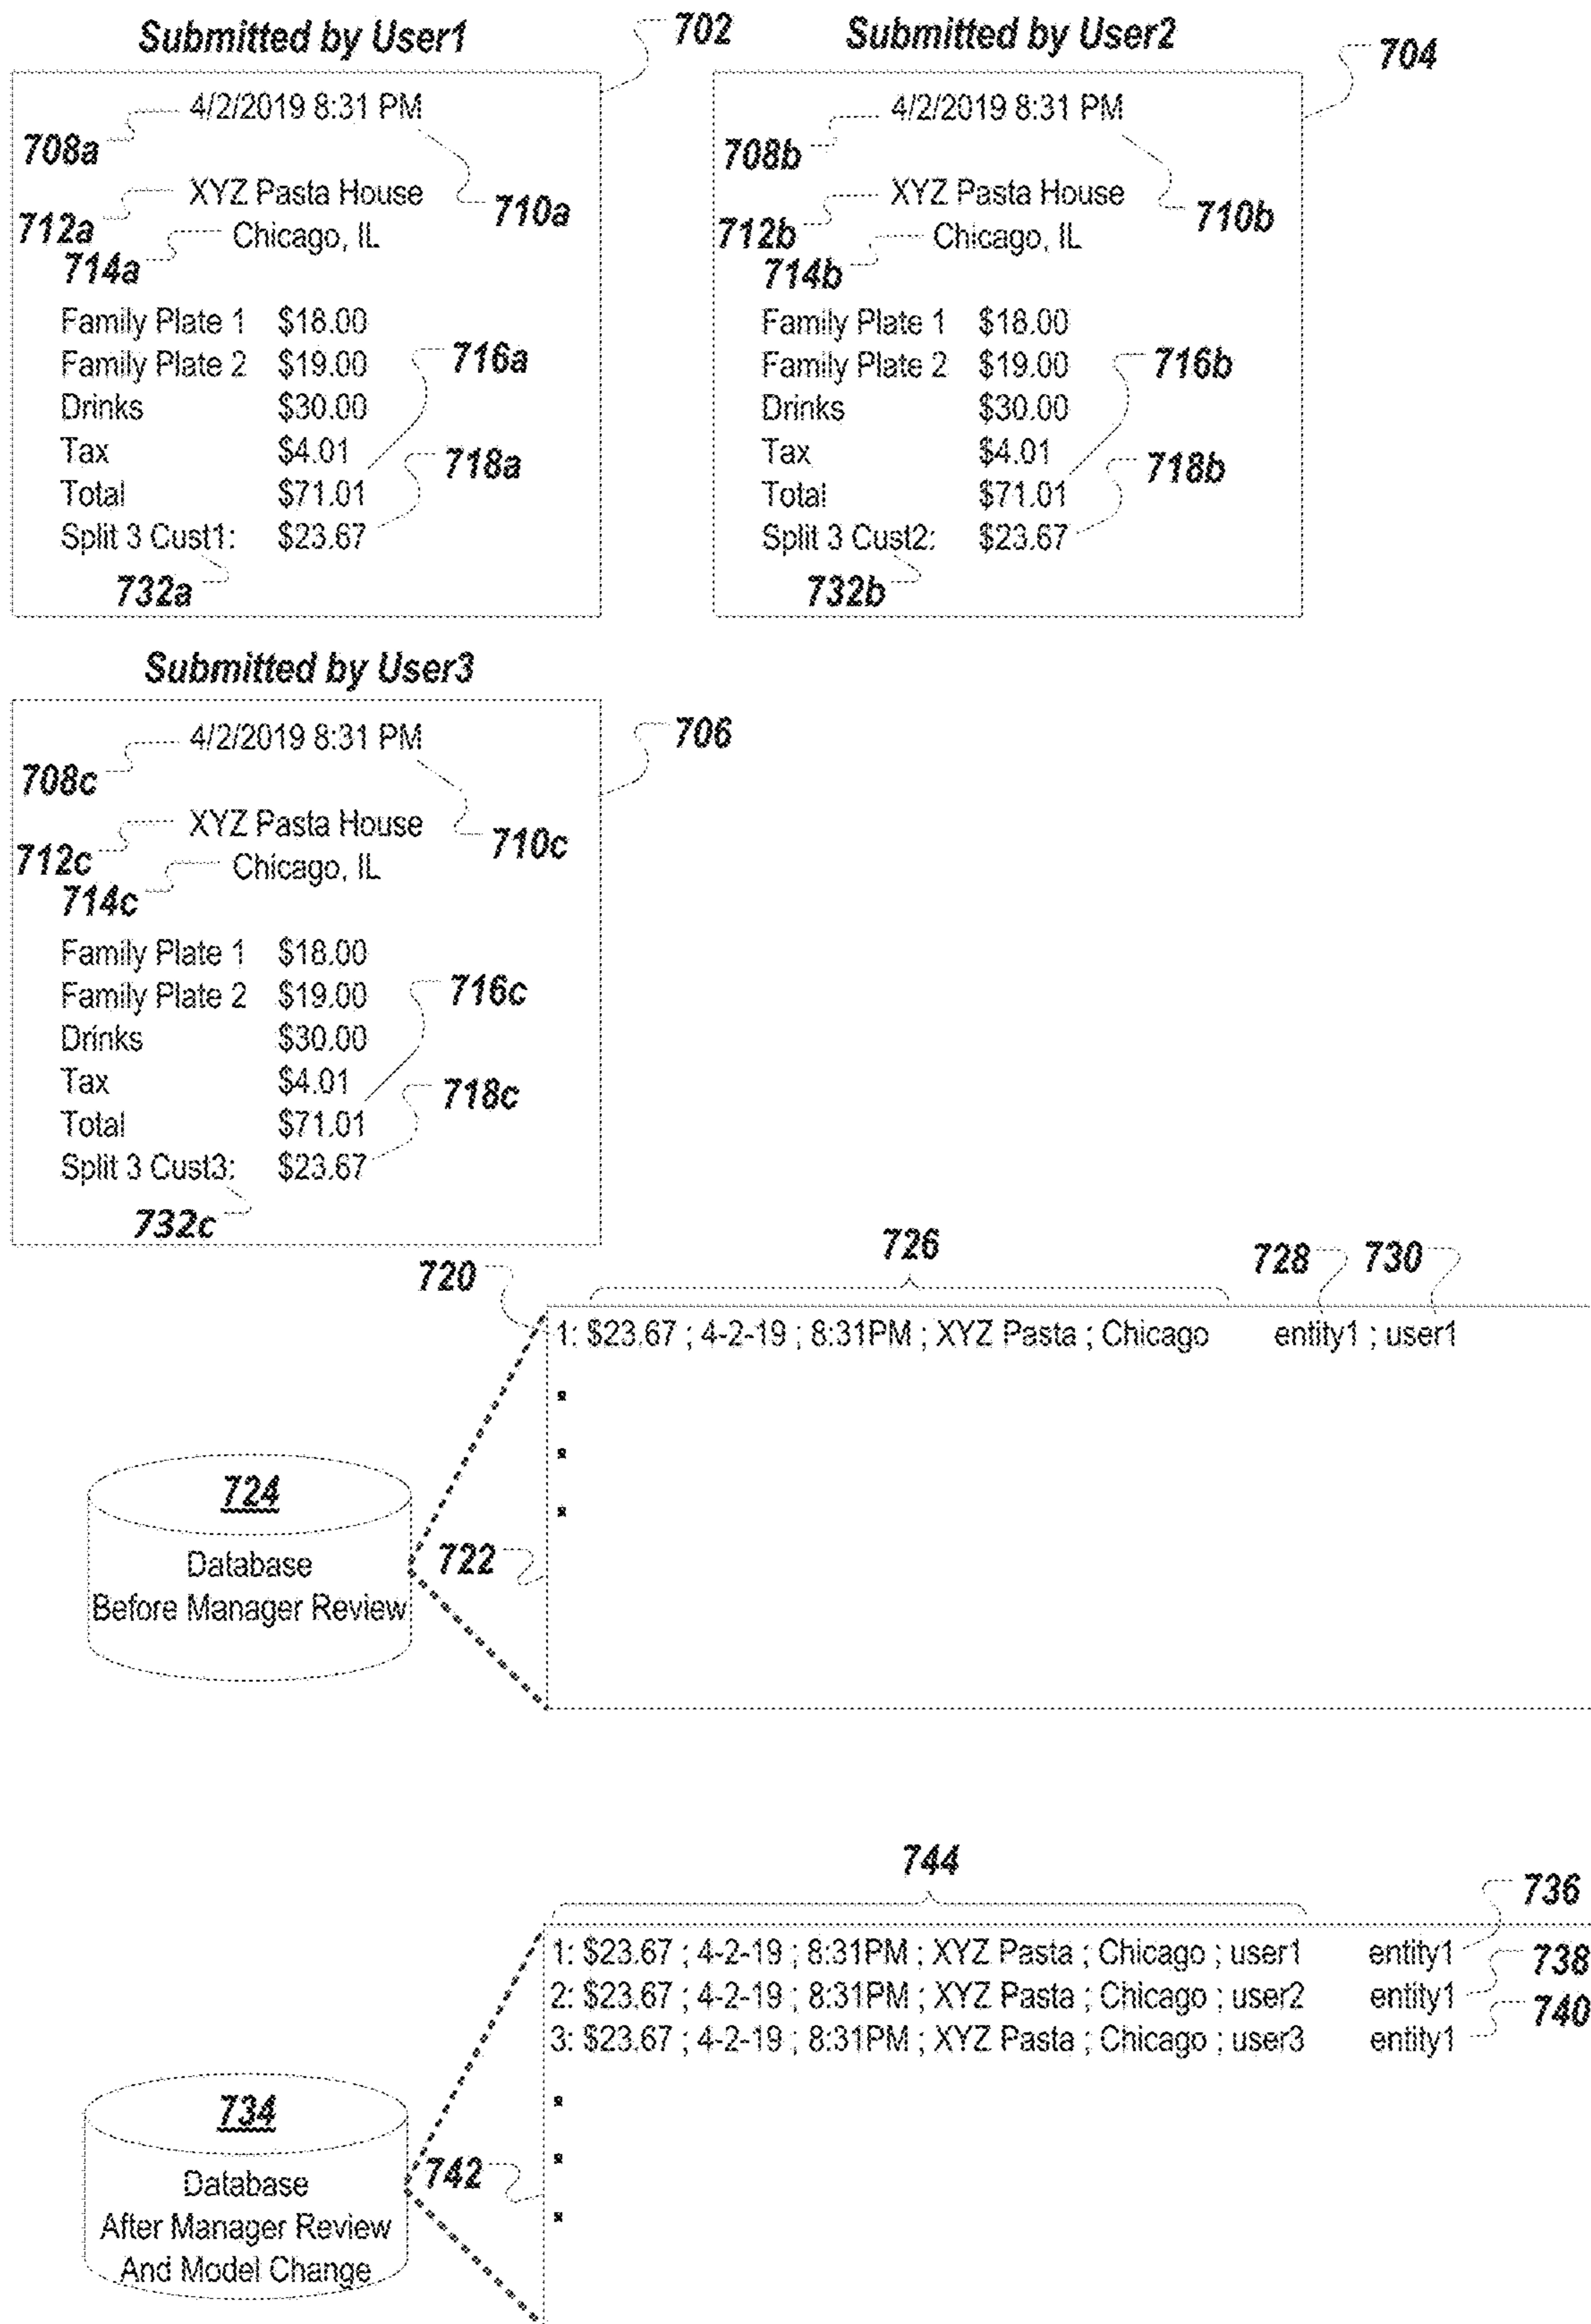 Submitted by User1
702
4/2/2019 8:31 PM
708a
XYZ Pasta House
710a
712a
Chicago, IL
714a
Family Plate 1 $18.00
Family Plate 2 $19.00
716a
Drinks $30.00
Tax $4.01
718a
Total $71.01
Split 3 Cust1: $23.67
732a
Submitted by User2
704
4/2/2019 8:31 PM
708b
XYZ Pasta House
710b
712b
Chicago, IL
714b
Family Plate 1 $18.00
Family Plate 2 $19.00
716b
Drinks $30.00
Tax $4.01
718b
Total $71.01
Split 3 Cust2: $23.67
732b
Submitted by User3
706
4/2/2019 8:31 PM
708c
XYZ Pasta House
710c
712c
Chicago, IL
714c
Family Plate 1 $18.00
Family Plate 2 $19.00
716c
Drinks $30.00
Tax $4.01
718c
Total $71.01
Split 3 Cust3: $23.67
732c
720
726
728
730
1: $23.67 ; 4-2-19 ; 8:31PM ; XYZ Pasta ; Chicago entity1 ; user1
724
Database
Before Manager Review
722
744
736
1: $23.67 ; 4-2-19 ; 8:31PM ; XYZ Pasta ; Chicago ; user1 entity1
738
2: $23.67 ; 4-2-19 ; 8:31PM ; XYZ Pasta ; Chicago ; user2 entity1
740
3: $23.67 ; 4-2-19 ; 8:31PM ; XYZ Pasta ; Chicago ; user3 entity1
734
Database
After Manager Review
And Model Change
742